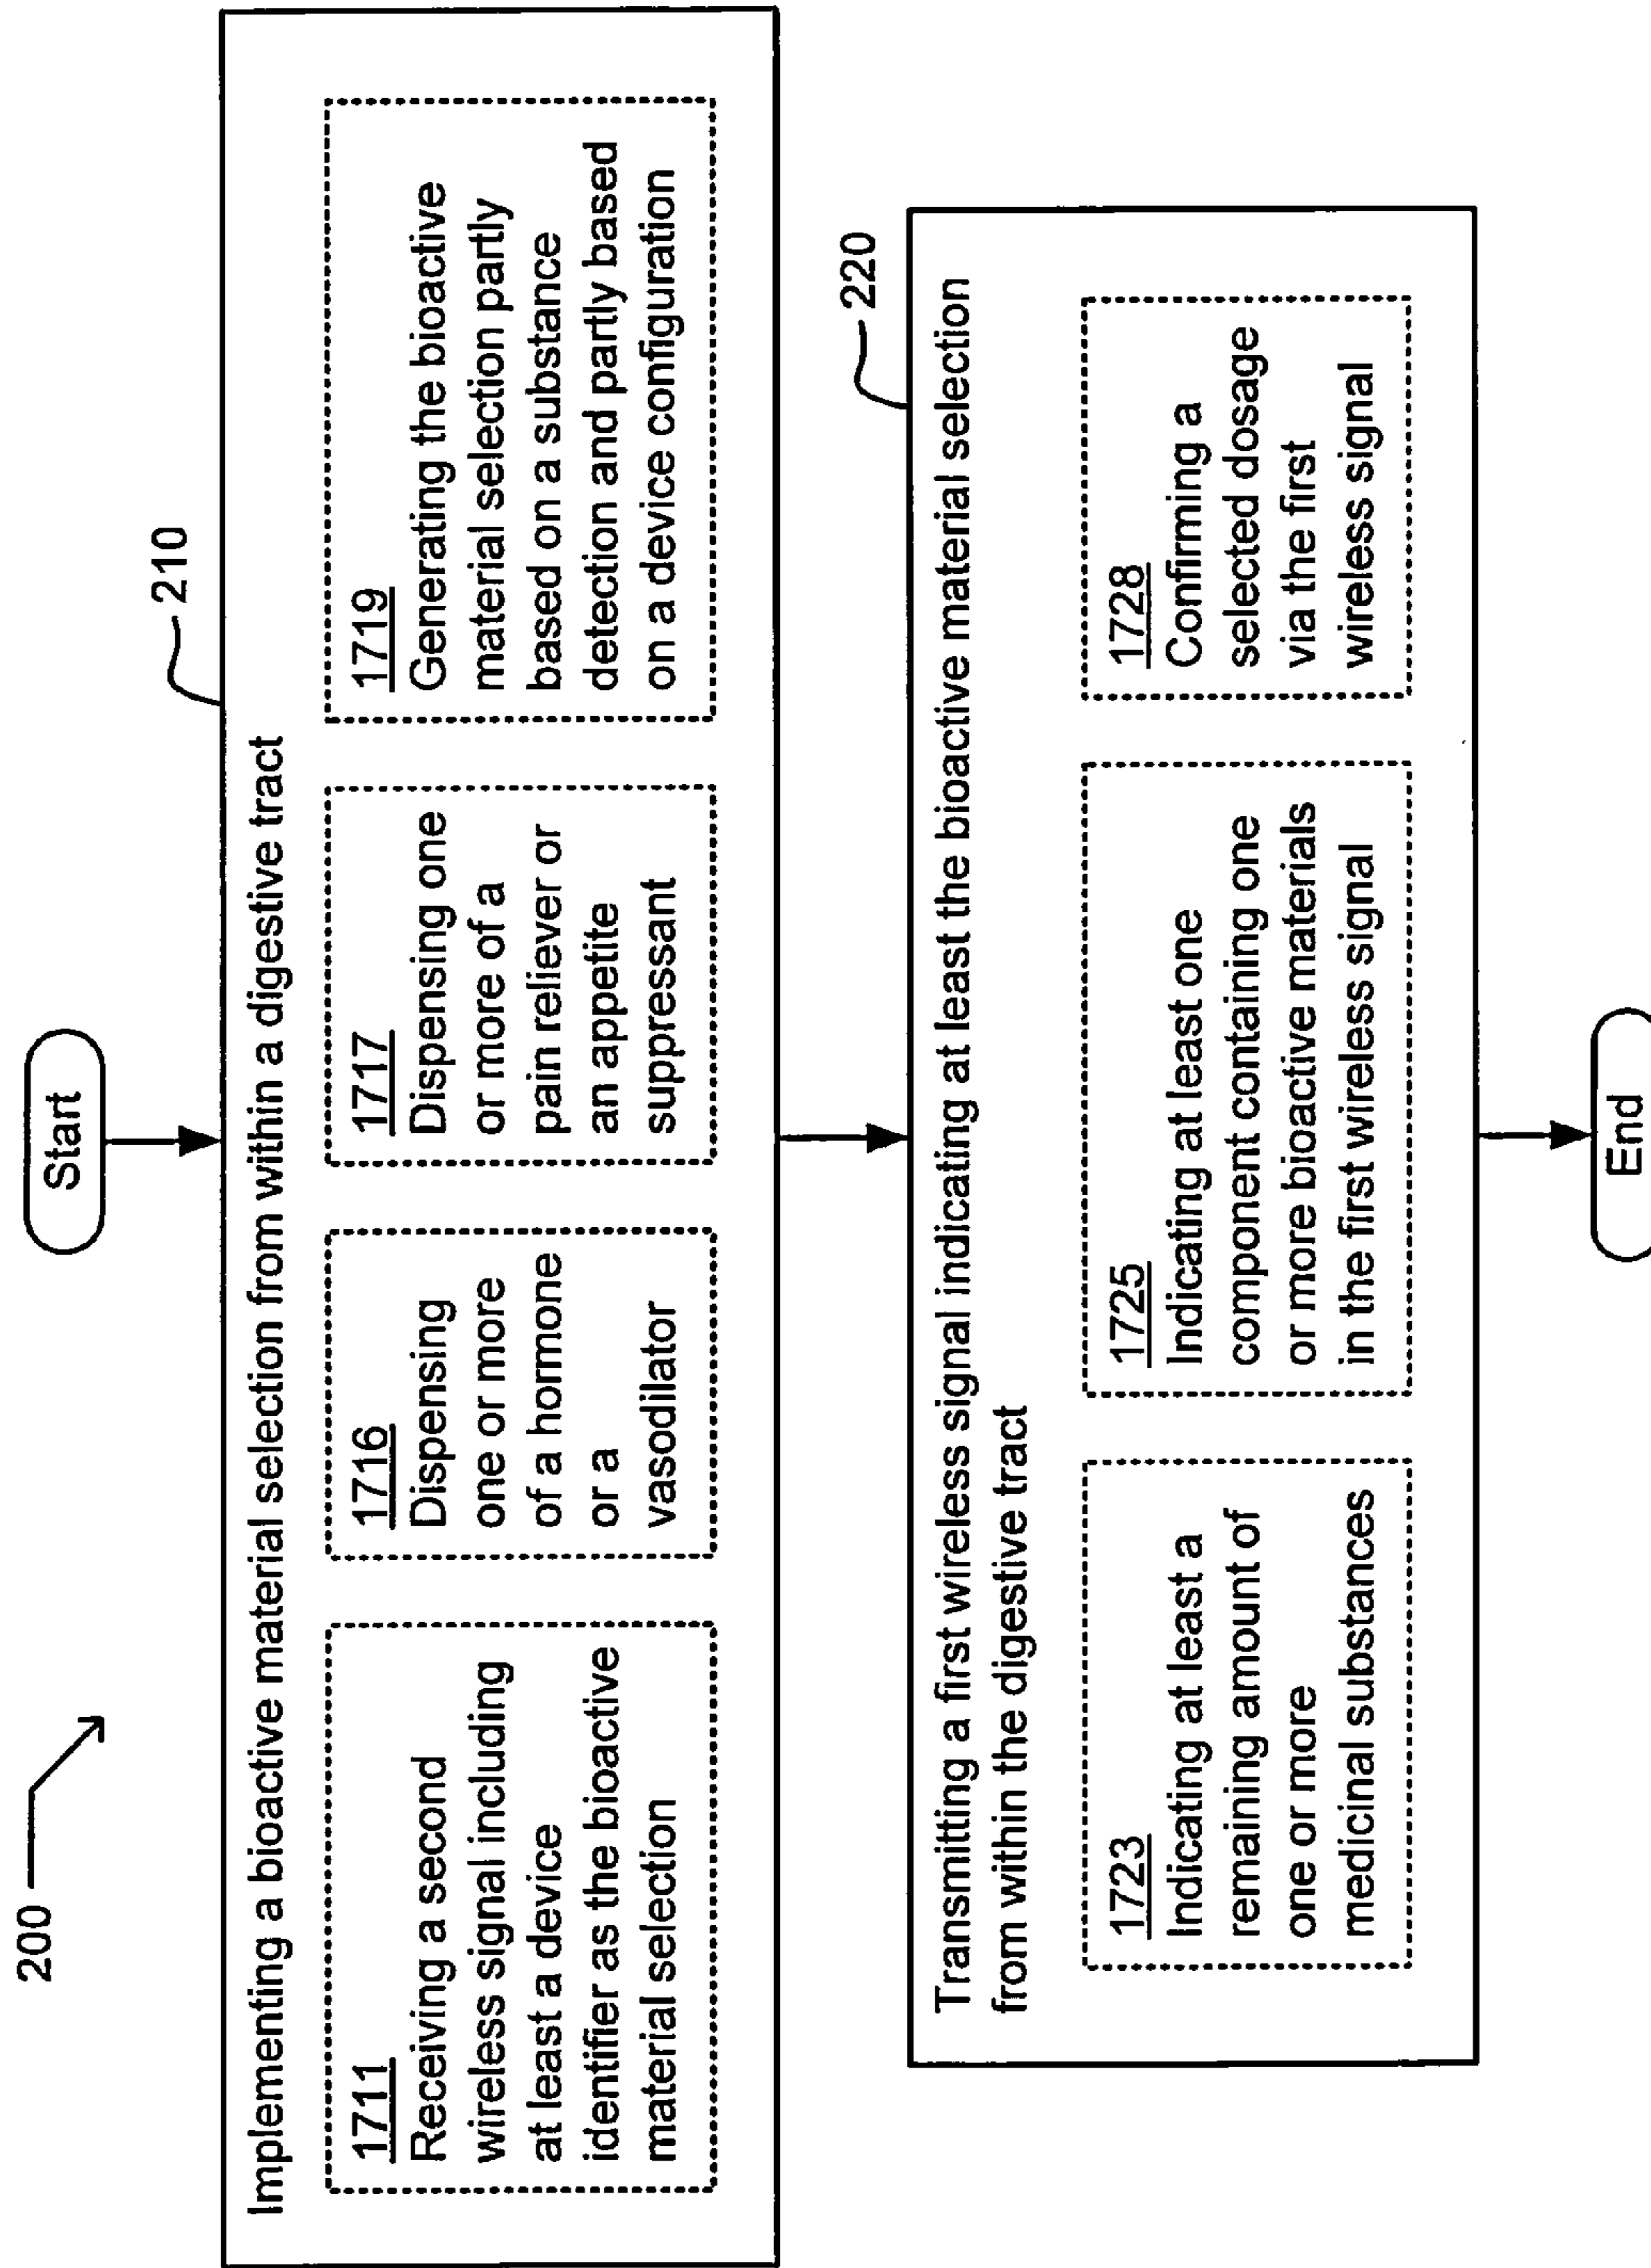 200
Start
210
Implementing a bioactive material selection from within a digestive tract
1711
Receiving a second
wireless signal including
at least a device
identifier as the bioactive
material selection
1716
Dispensing
one or more
of a hormone
or a
vasodilator
1717
Dispensing one
or more of a
pain reliever or
an appetite
suppressant
1719
Generating the bioactive
material selection partly
based on a substance
detection and partly based
on a device configuration
220
Transmitting a first wireless signal indicating at least the bioactive material selection
from within the digestive tract
1723
Indicating at least a
remaining amount of
one or more
medicinal substances
1725
Indicating at least one
component containing one
or more bioactive materials
in the first wireless signal
1728
Confirming a
selected dosage
via the first
wireless signal
End